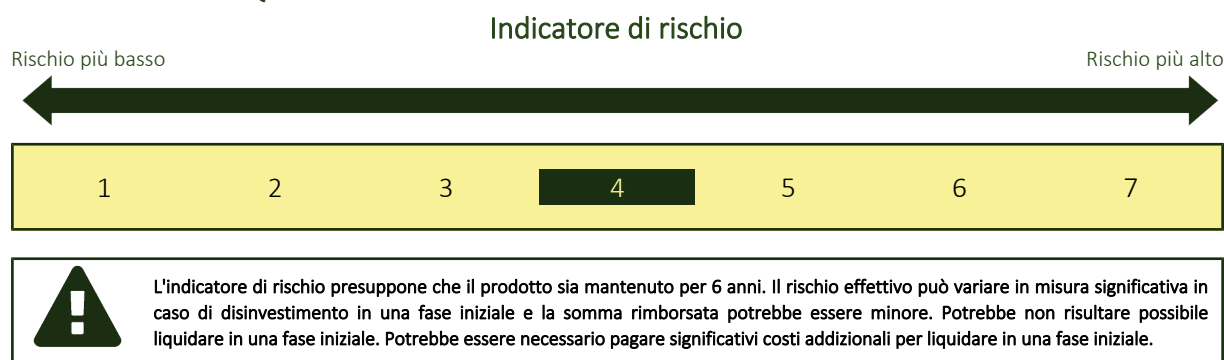 Indicatore di rischio
Rischio più basso
Rischio più alto
1 2 3 4 5 6 7
L'indicatore di rischio presuppone che il prodotto sia mantenuto per 6 anni. Il rischio effettivo può variare in misura significativa in
caso di disinvestimento in una fase iniziale e la somma rimborsata potrebbe essere minore. Potrebbe non risultare possibile
liquidare in una fase iniziale. Potrebbe essere necessario pagare significativi costi addizionali per liquidare in una fase iniziale.